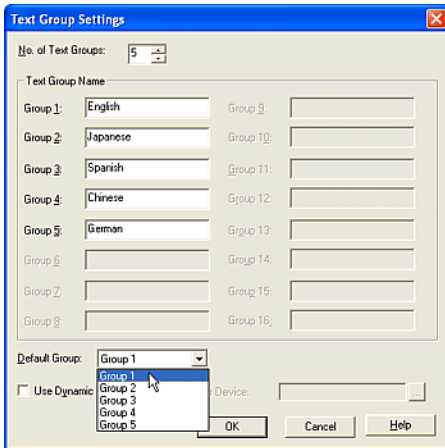 Text Group Settings
No. of Text Groups: 5
Text Group Name
Group 1: English Group 9:
Group 2: Japanese Group 10:
Group 3: Spanish Group 11:
Group 4: Chinese Group 12:
Group 5: German Group 13:
Group 6: Group 14:
Group 7: Group 15:
Group 8: Group 16:
Default Group: Group 1
Group 1
Use Dynamic Group 2 Device: ...
Group 3
Group 4
Group 5
OK Cancel Help